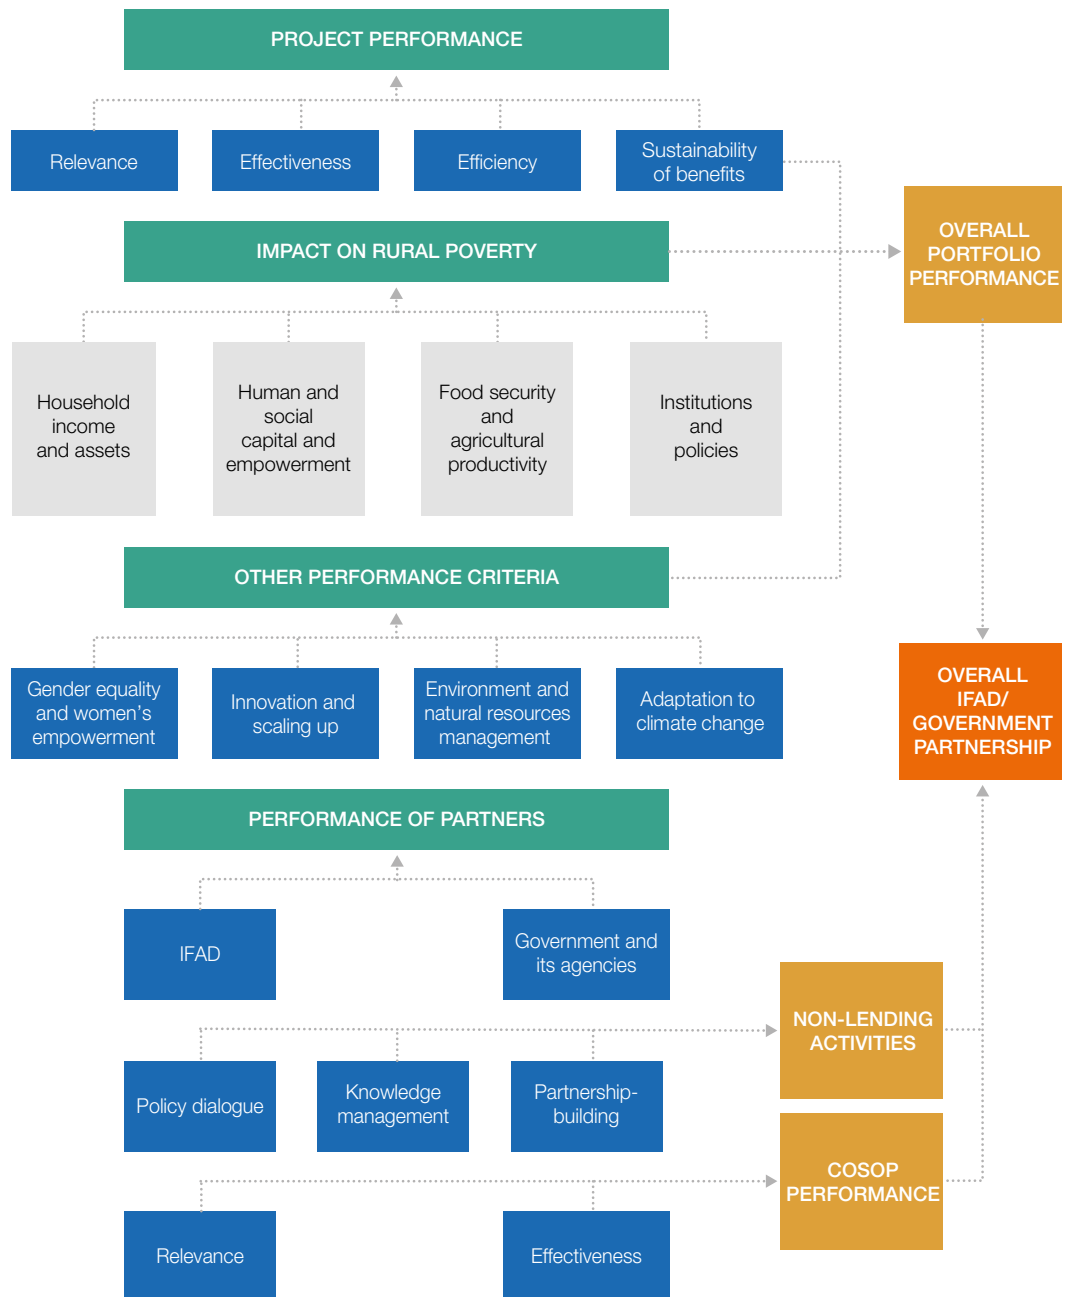 PROJECT PERFORMANCE
Relevance
Effectiveness
Efficiency
Sustainability
of benefits
IMPACT ON RURAL POVERTY
OVERALL
PORTFOLIO
PERFORMANCE
Household
income
and assets
Human and
social
capital and
empowerment
Food security
and
agricultural
productivity
Institutions
and
policies
OTHER PERFORMANCE CRITERIA
Gender equality
and women's
empowerment
Innovation and
scaling up
Environment and
natural resources
management
Adaptation to
climate change
OVERALL
IFAD/
GOVERNMENT
PARTNERSHIP
PERFORMANCE OF PARTNERS
IFAD
Government and
its agencies
NON-LENDING
ACTIVITIES
Policy dialogue
Knowledge
management
Partnership-
building
COSOP
PERFORMANCE
Relevance
Effectiveness